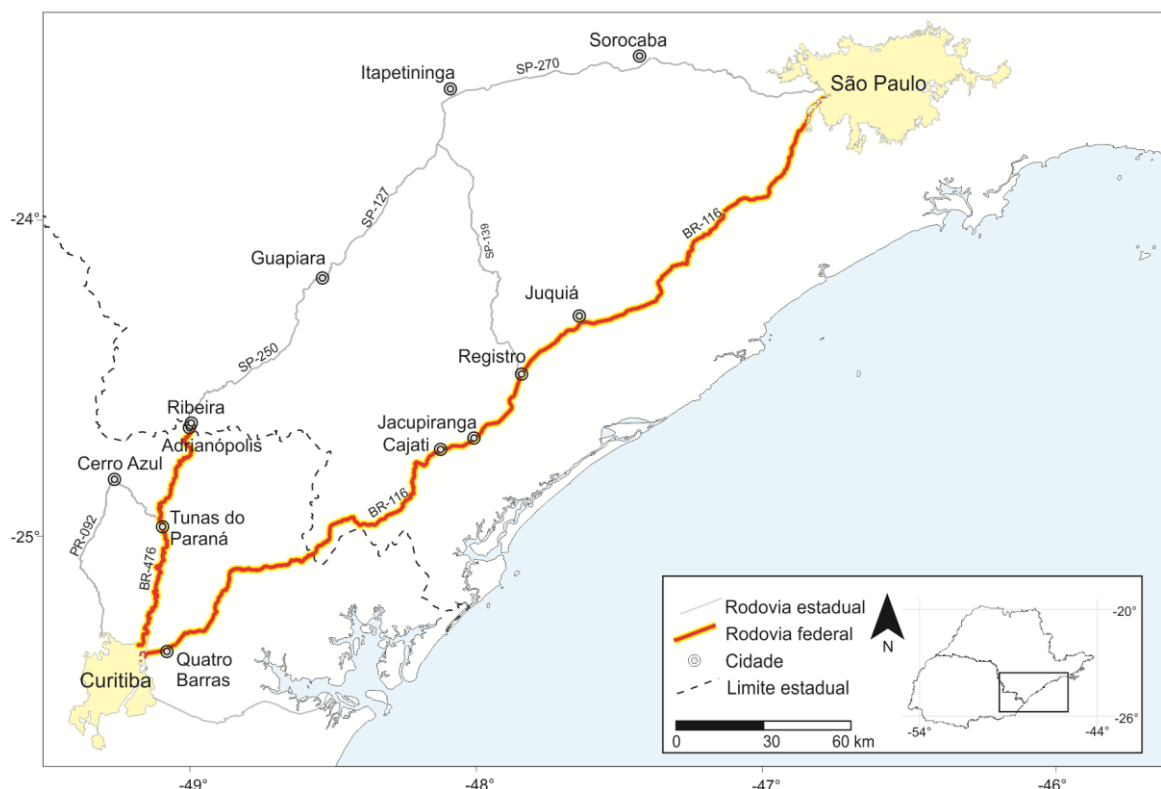 Sorocaba
SP-270
Itapetininga
São Paulo
-24°
SP-127
SP-139
BR-116
Guapiara
Juquiá
SP-250
Registro
Ribeira
Adrianópolis
Jacupiranga
Cajati
Cerro Azul
BR-116
Tunas do
Paraná
-25°
PR-092
BR-476
Quatro
Barras
Curitiba
Rodovia estadual
Rodovia federal
Cidade
Limite estadual
N
0
30
60 km
-20°
-26°
-54°
-44°
-49°
-48°
-47°
-46°